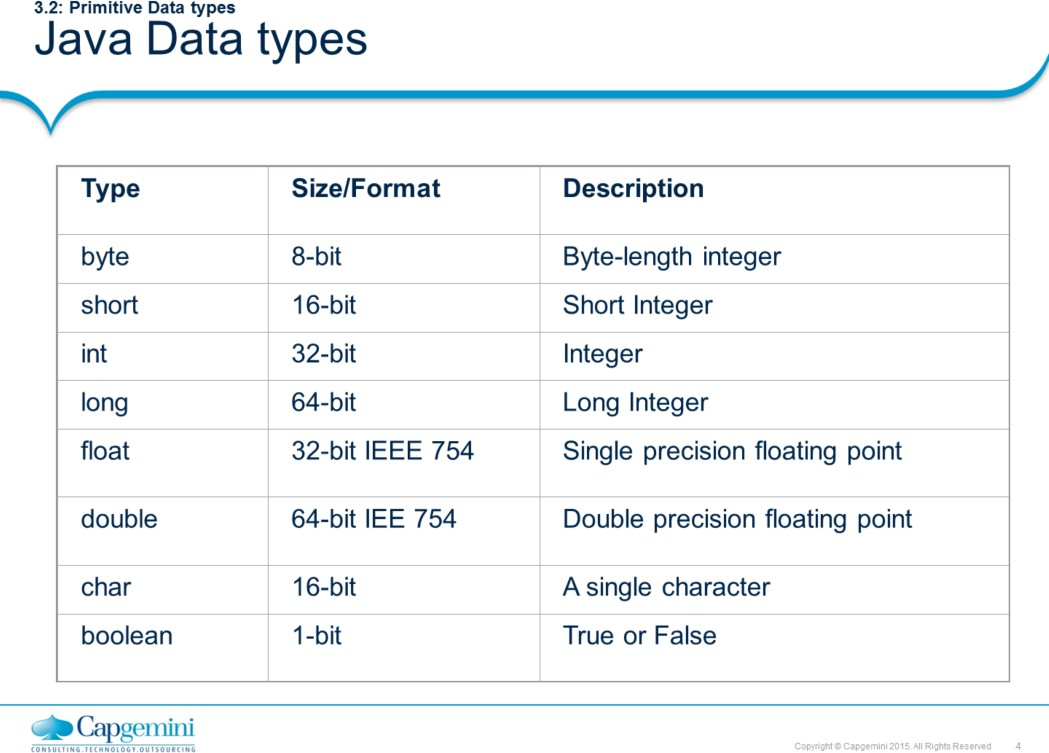 3.2: Primitive Data types
Java Data types
Type Size/Format Description
byte 8-bit Byte-length integer
short 16-bit Short Integer
int 32-bit Integer
long 64-bit Long Integer
float 32-bit IEEE 754 Single precision floating point
double 64-bit IEE 754 Double precision floating point
char 16-bit A single character
boolean 1-bit True or False
Capgemini
CONSULTING.TECHNOLOGY.OUTSOURCING
Copyright © Capgemini 2015. All Rights Reserved 4